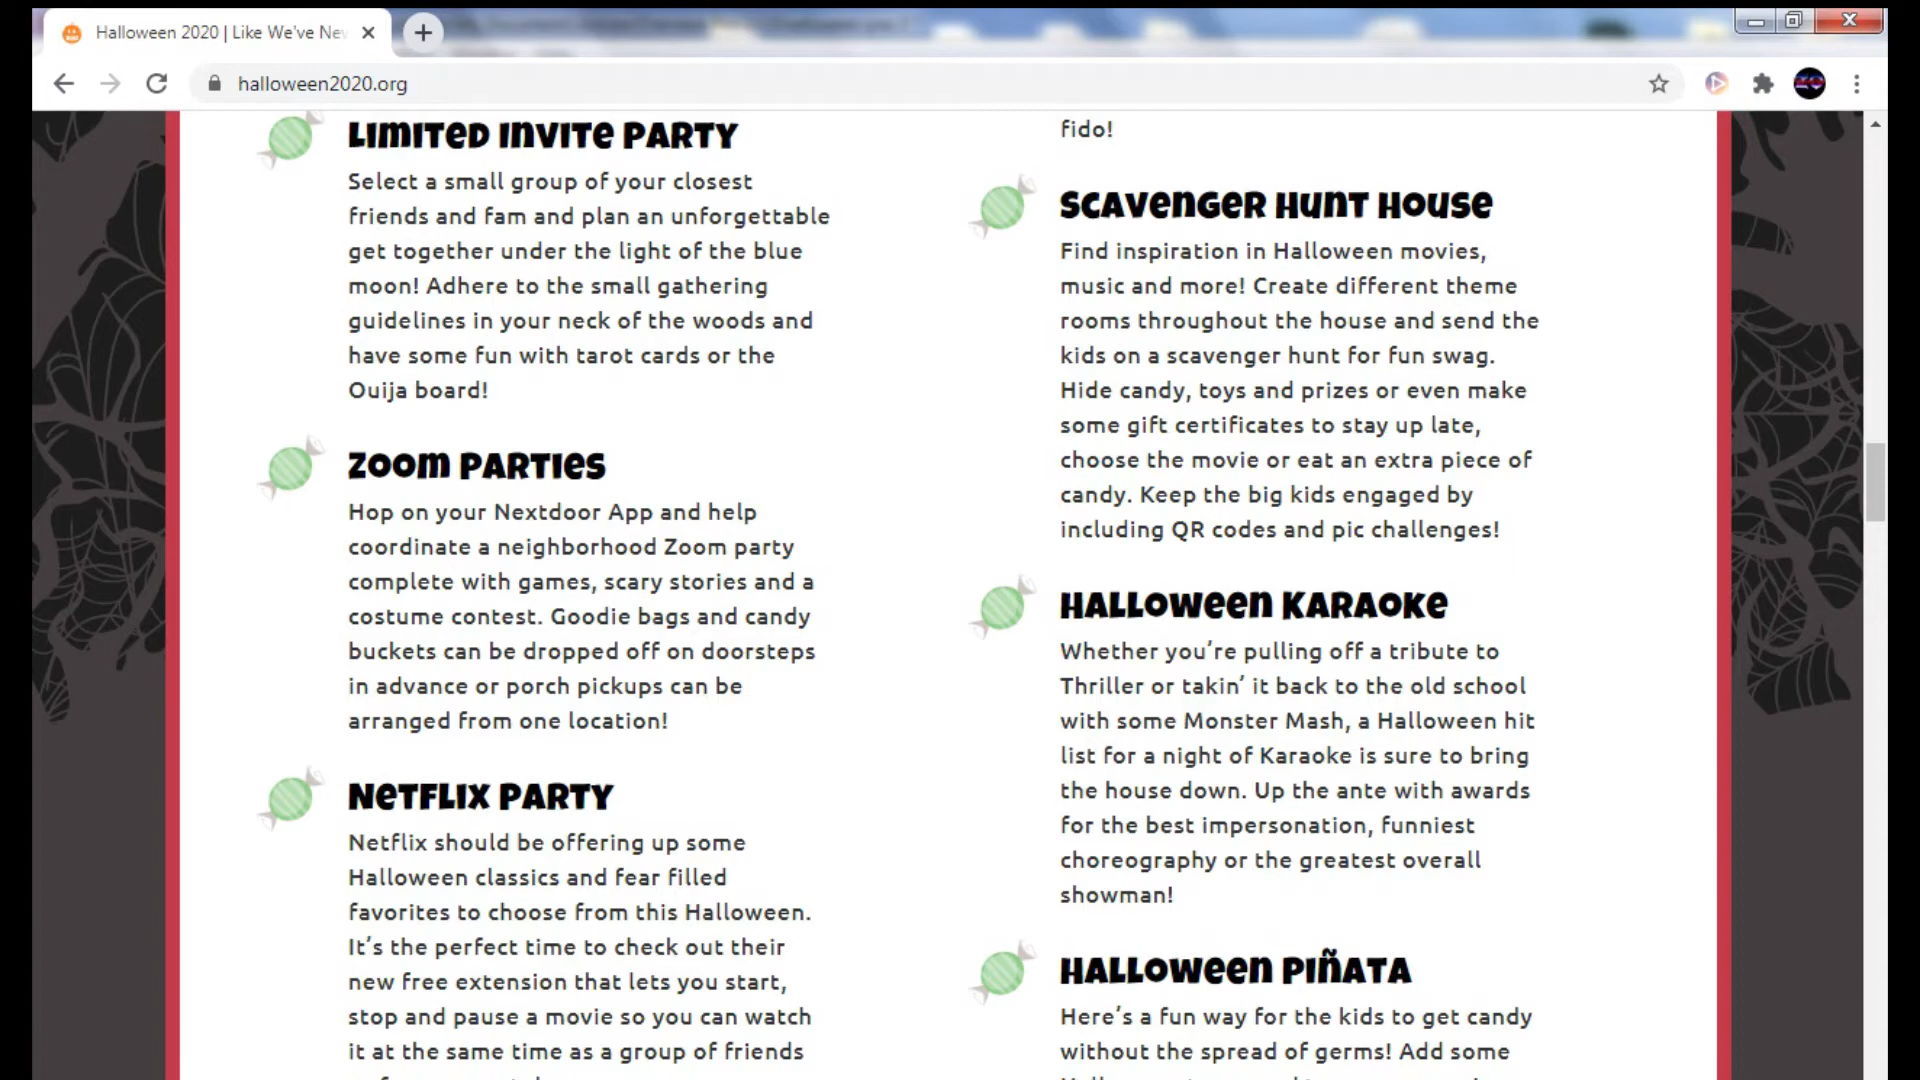 Halloween 2020 | Like We've Nev
halloween2020.org
LIMITED INVITE PARTY
Select a small group of your closest
friends and fam and plan an unforgettable
get together under the light of the blue
moon! Adhere to the small gathering
guidelines in your neck of the woods and
have some fun with tarot cards or the
Ouija board!
ZOOM PARTIES
Hop on your Nextdoor App and help
coordinate a neighborhood Zoom party
complete with games, scary stories and a
costume contest. Goodie bags and candy
buckets can be dropped off on doorsteps
in advance or porch pickups can be
arranged from one location!
NETFLIX PARTY
Netflix should be offering up some
Halloween classics and fear filled
favorites to choose from this Halloween.
It’s the perfect time to check out their
new free extension that lets you start,
stop and pause a movie so you can watch
it at the same time as a group of friends
fido!
SCAVENGER HUNT HOUSE
Find inspiration in Halloween movies,
music and more! Create different theme
rooms throughout the house and send the
kids on a scavenger hunt for fun swag.
Hide candy, toys and prizes or even make
some gift certificates to stay up late,
choose the movie or eat an extra piece of
candy. Keep the big kids engaged by
including QR codes and pic challenges!
HALLOWEEN KARAOKE
Whether you’re pulling off a tribute to
Thriller or takin’ it back to the old school
with some Monster Mash, a Halloween hit
list for a night of Karaoke is sure to bring
the house down. Up the ante with awards
for the best impersonation, funniest
choreography or the greatest overall
showman!
HALLOWEEN PIÑATA
Here’s a fun way for the kids to get candy
without the spread of germs! Add some